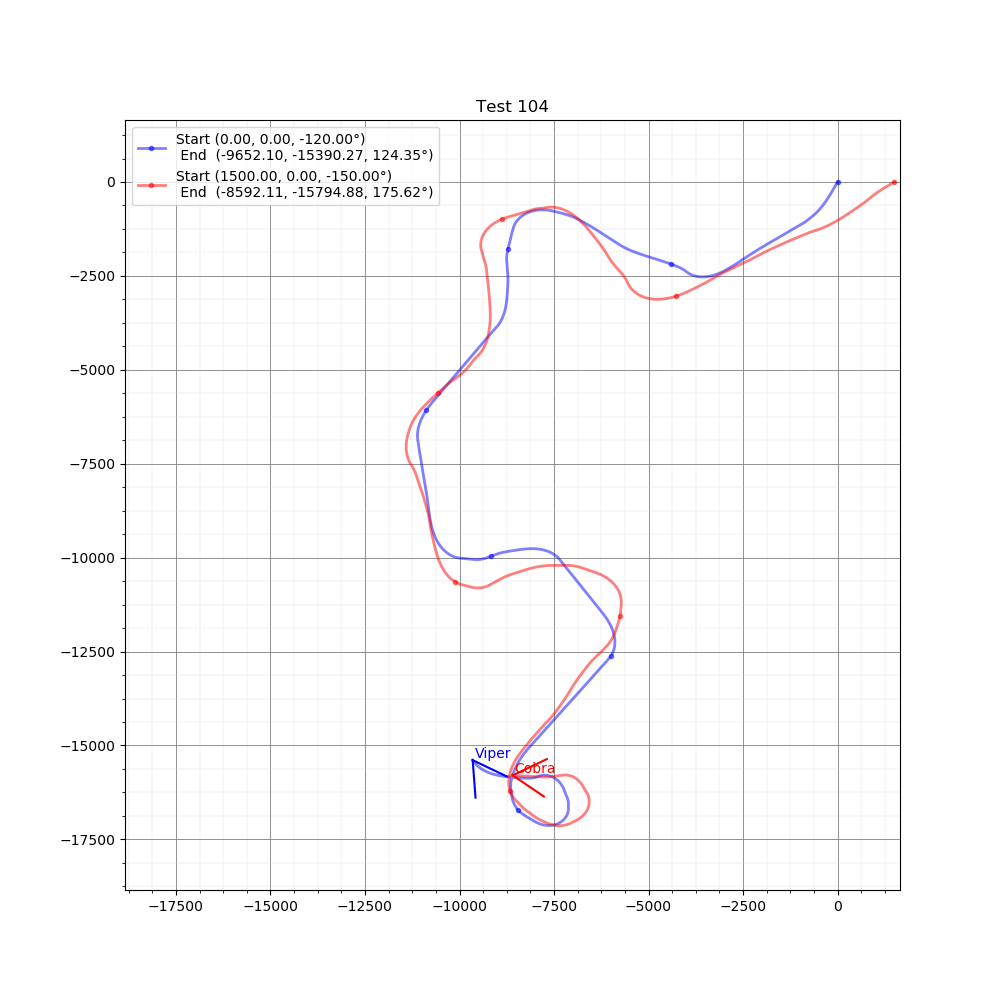 Test 104
Start (0.00, 0.00, -120.00°)
End (-9652.10, -15390.27, 124.35°)
Start (1500.00, 0.00, -150.00°)
End (-8592.11, -15794.88, 175.62°)
0
−2500
−5000
−7500
−10000
−12500
−15000
−17500
Viper
Cobra
−17500 −15000 −12500 −10000 −7500 −5000 −2500 0